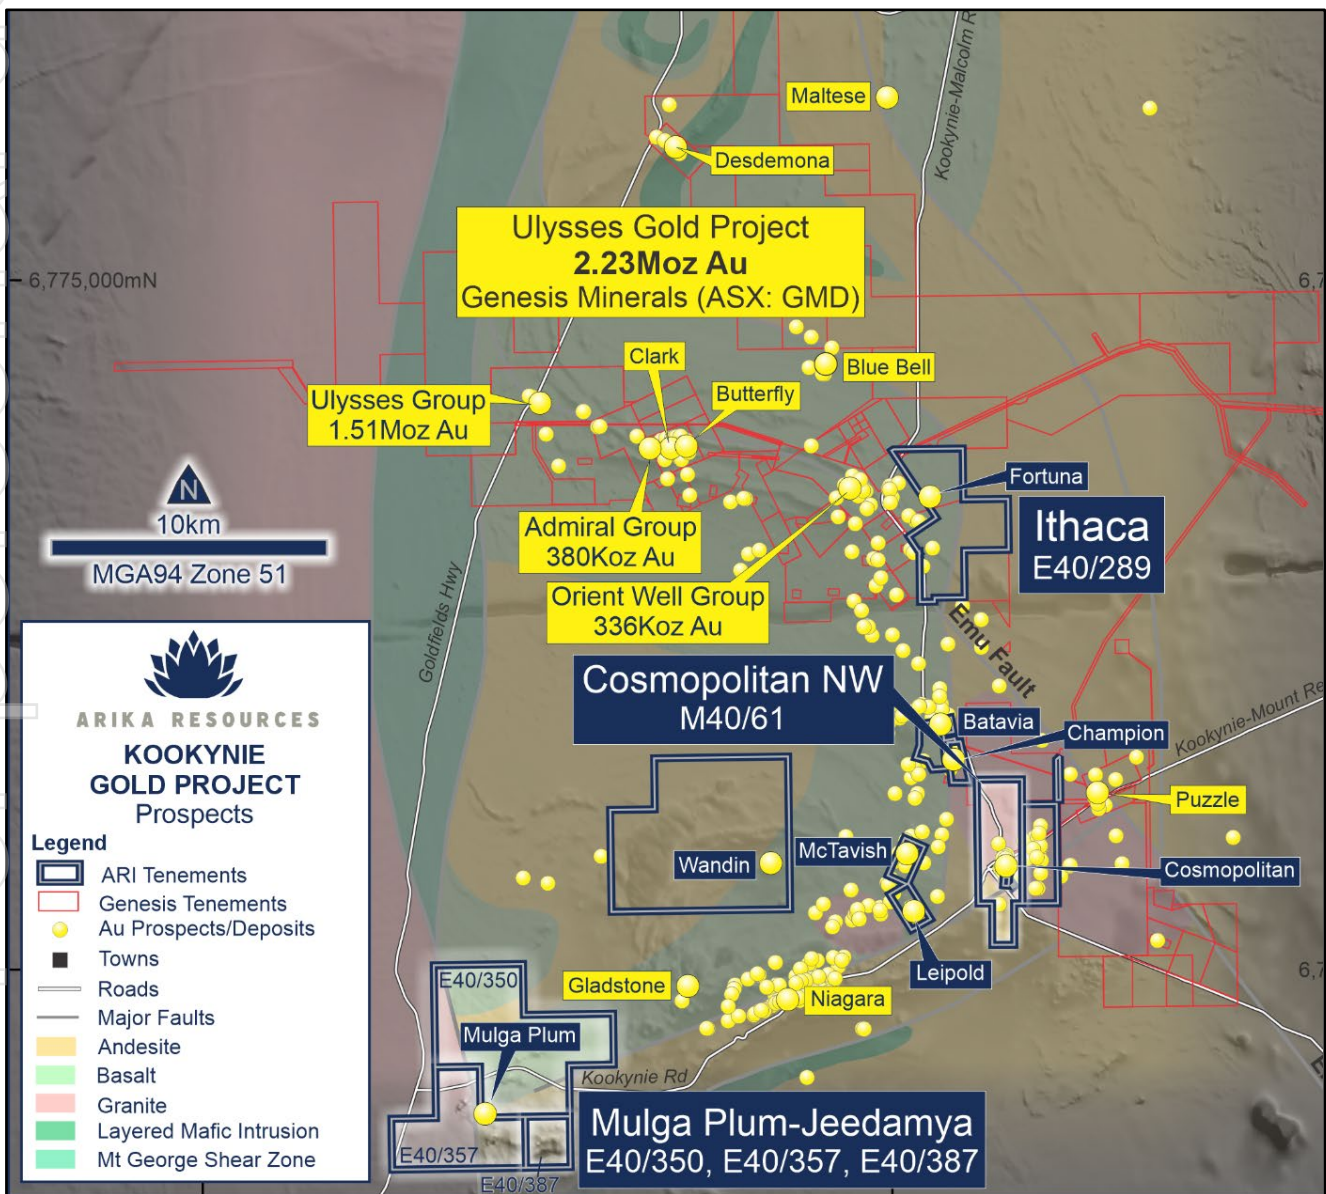 Maltese
Kookynie-Malcolm R
Desdemona
Ulysses Gold Project
2.23Moz Au
Genesis Minerals (ASX: GMD)
6,775,000mN
6,7
Clark
Blue Bell
Butterfly
Ulysses Group
1.51Moz Au
N
10km
MGA94 Zone 51
Fortuna
Admiral Group
380Koz Au
Ithaca
E40/289
Orient Well Group
336Koz Au
Goldfields Hwy
Emu Fault
Cosmopolitan NW
M40/61
Batavia
Champion
Kookynie-Mount Re
Puzzle
McTavish
Wandin
Cosmopolitan
Leipold
6,7
Gladstone
Niagara
E40/350
Mulga Plum
Kookynie Rd
E
Mulga Plum-Jeedamya
E40/350, E40/357, E40/387
E40/357
E40/387
ARIKA RESOURCES
KOOKYNIE
GOLD PROJECT
Prospects
Legend
ARI Tenements
Genesis Tenements
Au Prospects/Deposits
Towns
Roads
Major Faults
Andesite
Basalt
Granite
Layered Mafic Intrusion
Mt George Shear Zone